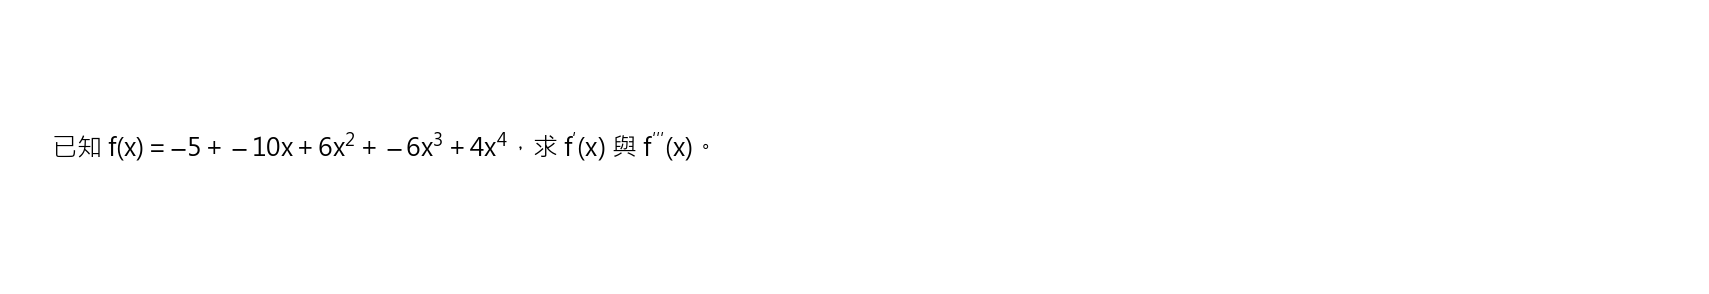 已知 f(x) = −5 + −10x + 6x² + −6x³ + 4x⁴，求 f′(x) 與 f′′′(x)。